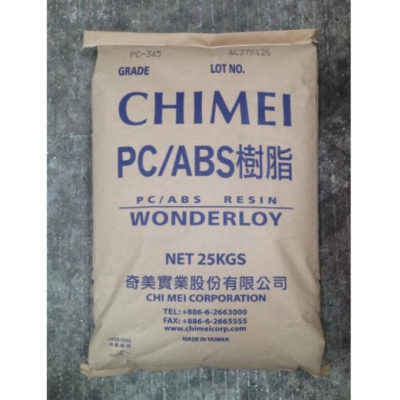 PC-345 4C37X126
GRADE LOT NO.
CHIMEI
PC/ABS樹脂
PC/ABS RESIN
WONDERLOY
NET 25KGS
奇美實業股份有限公司
CHI MEI CORPORATION
TEL: +886-6-2663000
FAX: +886-6-2665555
www.chimeicorp.com
MADE IN TAIWAN